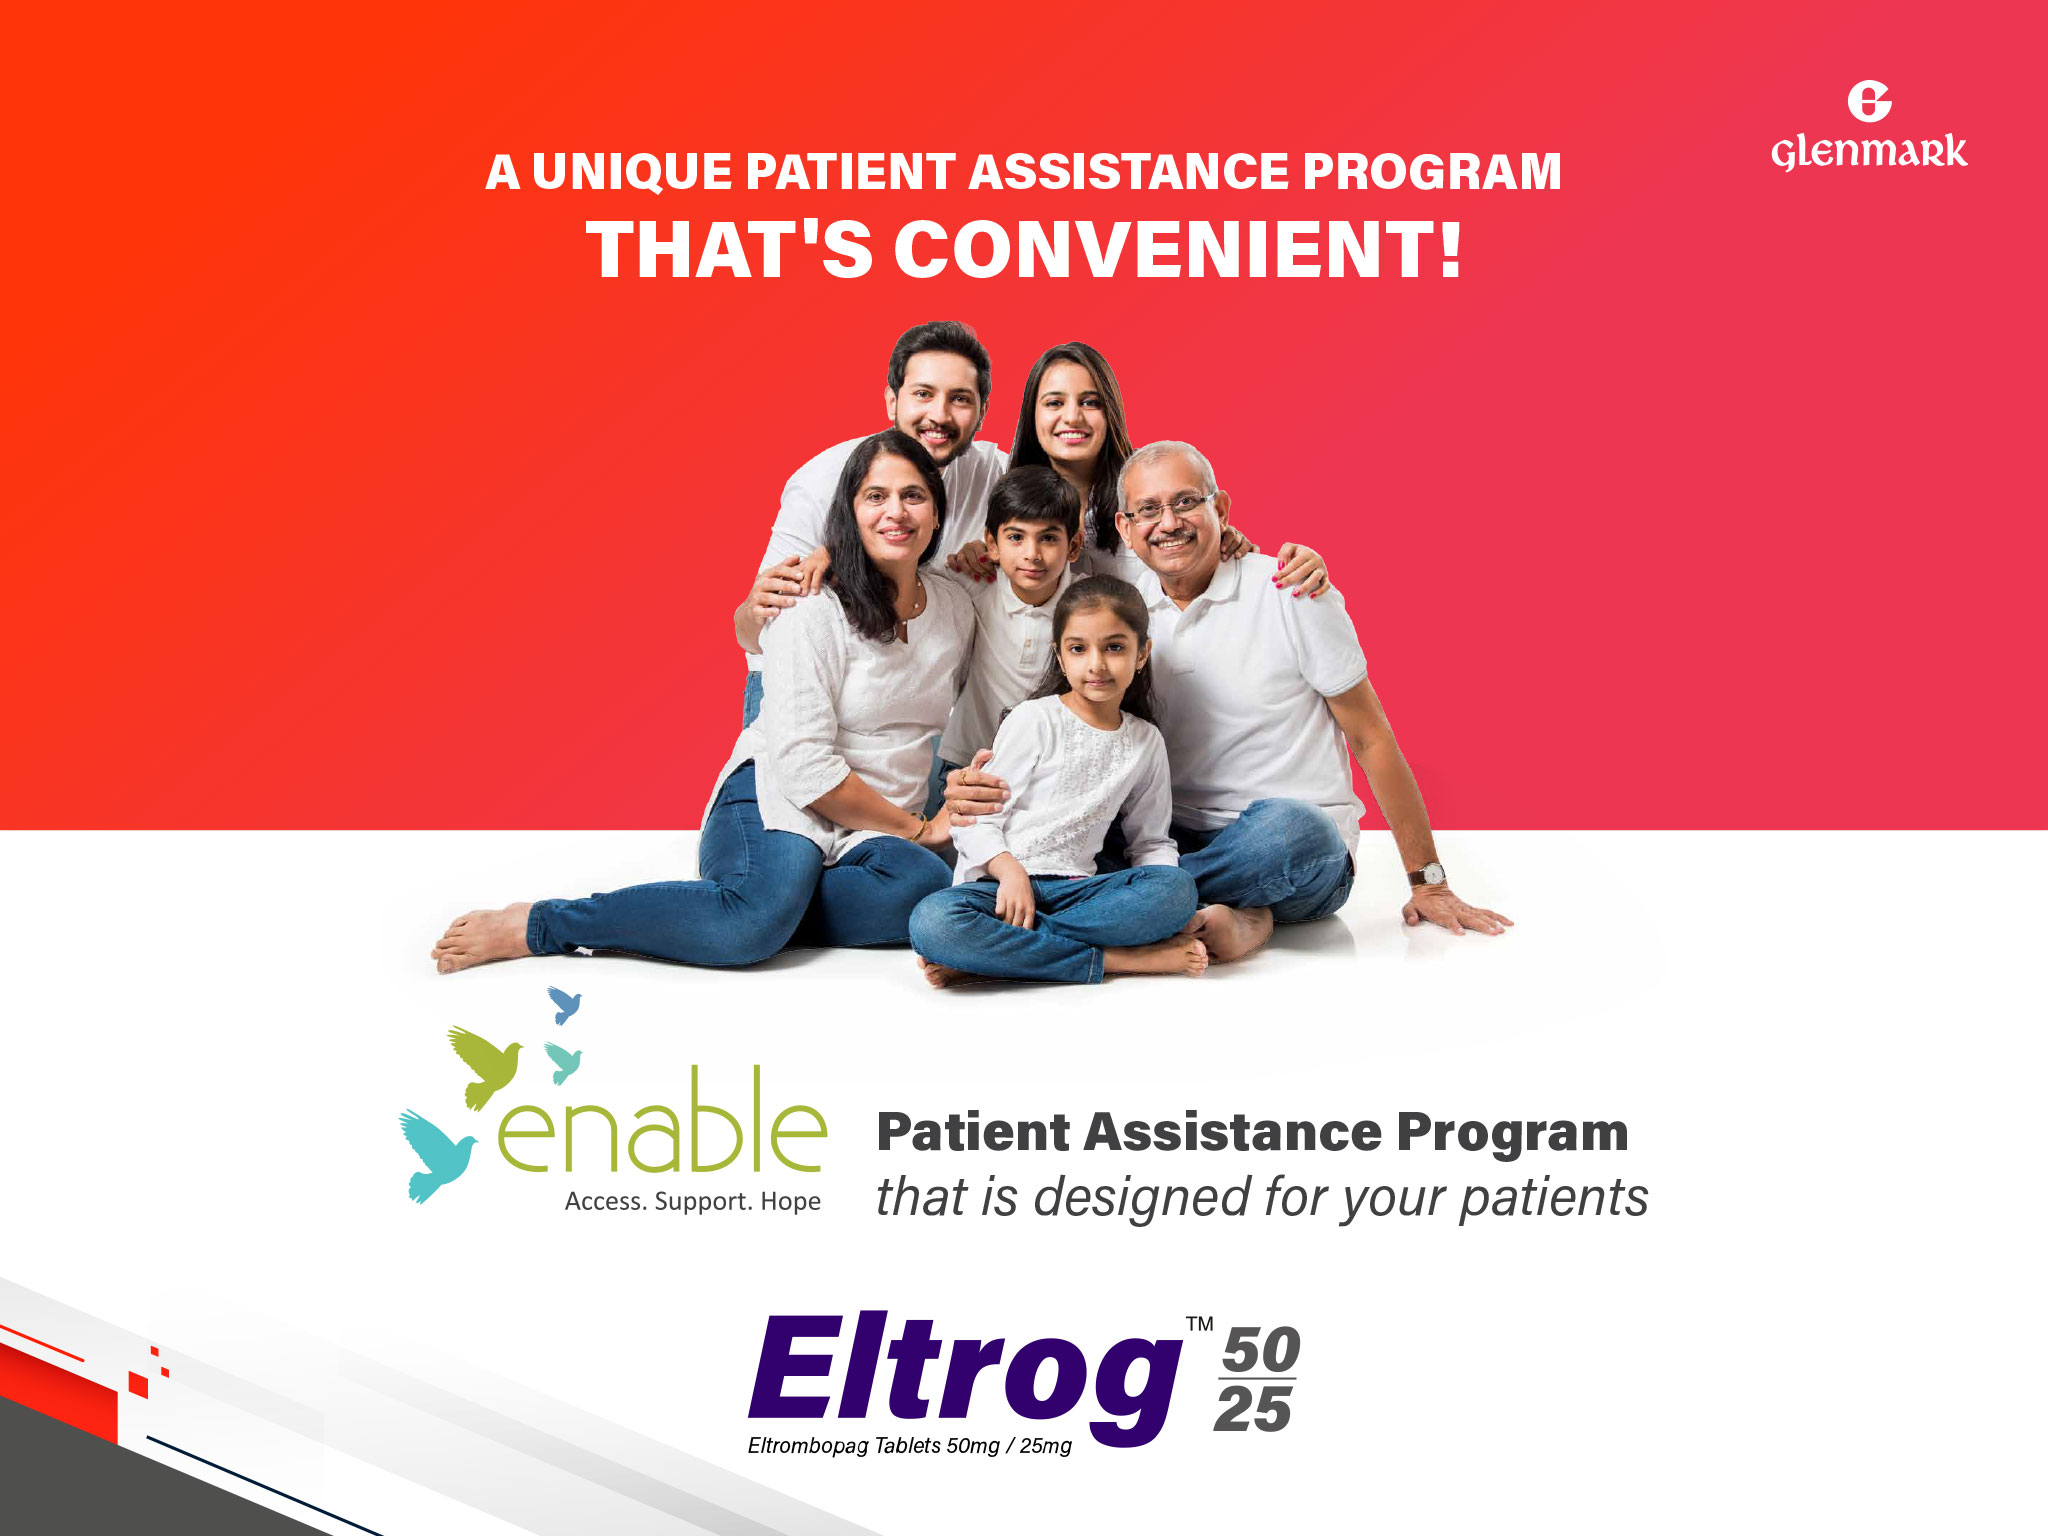 glenmark
A UNIQUE PATIENT ASSISTANCE PROGRAM
THAT'S CONVENIENT!
enable
Access. Support. Hope
Patient Assistance Program
that is designed for your patients
Eltrog™ 50
25
Eltrombopag Tablets 50mg / 25mg